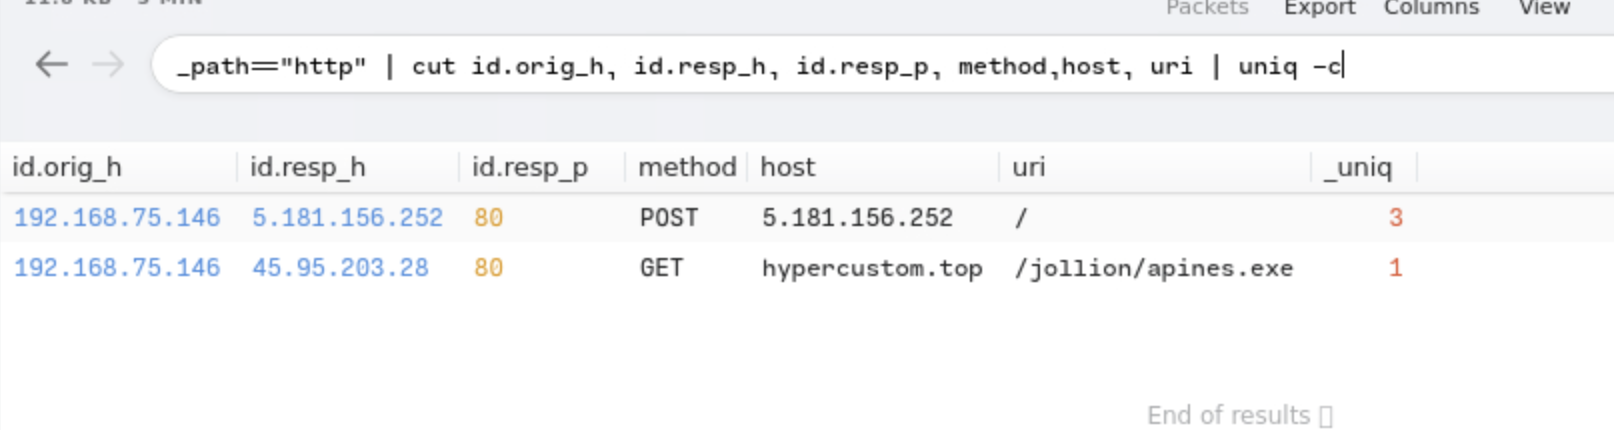 Packets Export Columns View
_path=="http" | cut id.orig_h, id.resp_h, id.resp_p, method,host, uri | uniq -c
id.orig_h id.resp_h id.resp_p method host uri _uniq
192.168.75.146 5.181.156.252 80 POST 5.181.156.252 / 3
192.168.75.146 45.95.203.28 80 GET hypercustom.top /jollion/apines.exe 1
End of results